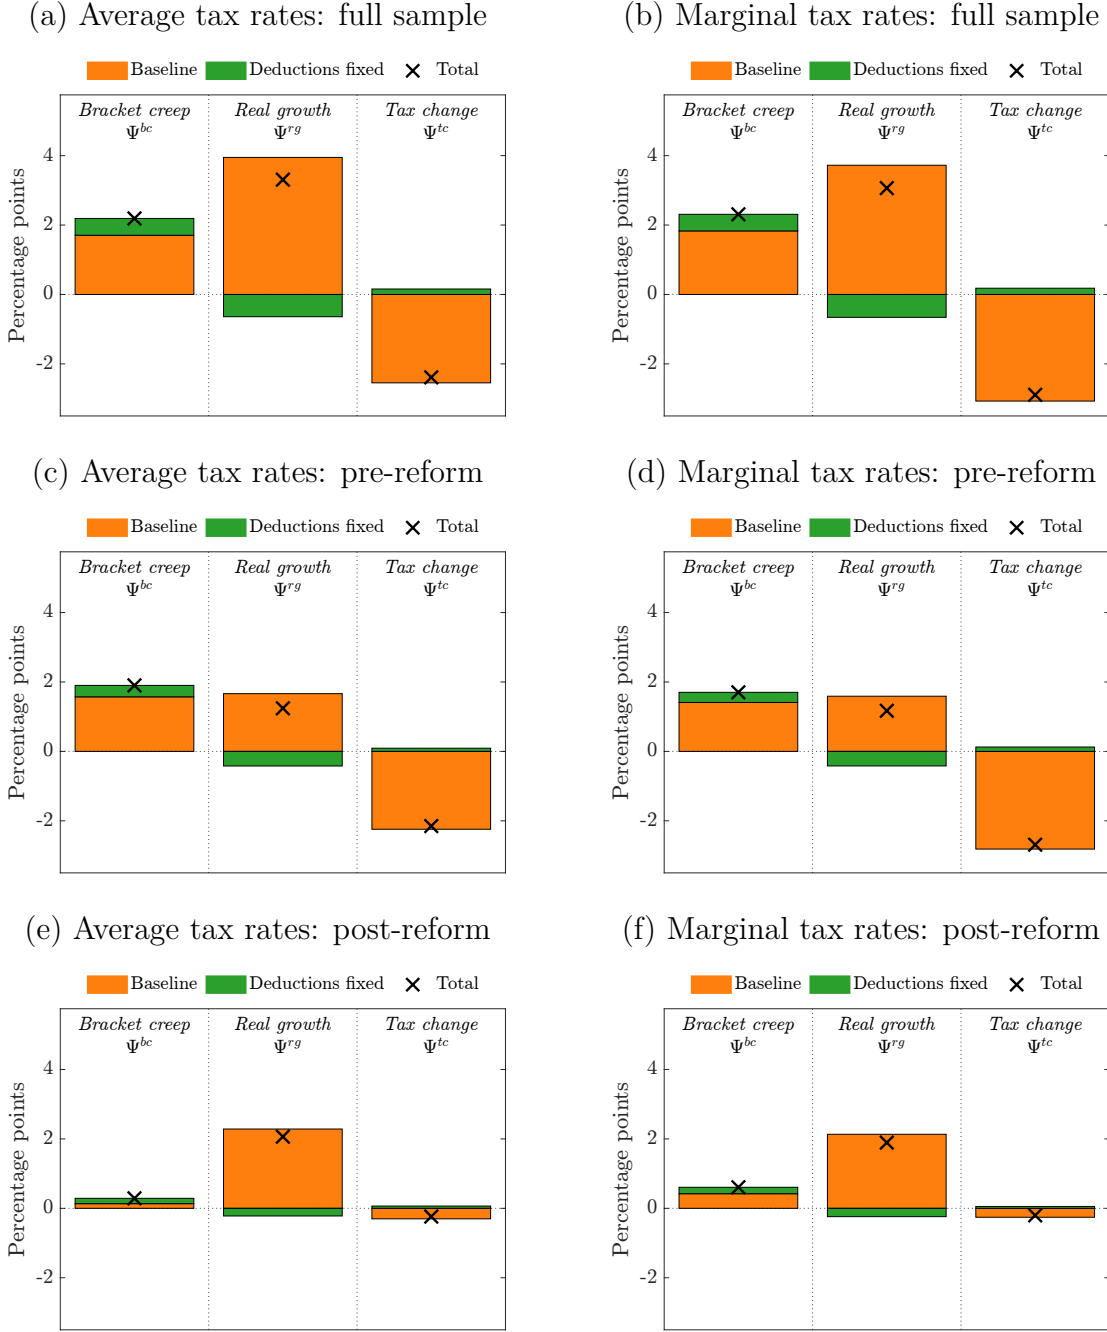 (a) Average tax rates: full sample
Baseline Deductions fixed × Total
Bracket creep Real growth Tax change
Ψ^{bc} Ψ^{rg} Ψ^{tc}
Percentage points
4
2
0
-2
(b) Marginal tax rates: full sample
Baseline Deductions fixed × Total
Bracket creep Real growth Tax change
Ψ^{bc} Ψ^{rg} Ψ^{tc}
Percentage points
4
2
0
-2
(c) Average tax rates: pre-reform
Baseline Deductions fixed × Total
Bracket creep Real growth Tax change
Ψ^{bc} Ψ^{rg} Ψ^{tc}
Percentage points
4
2
0
-2
(d) Marginal tax rates: pre-reform
Baseline Deductions fixed × Total
Bracket creep Real growth Tax change
Ψ^{bc} Ψ^{rg} Ψ^{tc}
Percentage points
4
2
0
-2
(e) Average tax rates: post-reform
Baseline Deductions fixed × Total
Bracket creep Real growth Tax change
Ψ^{bc} Ψ^{rg} Ψ^{tc}
Percentage points
4
2
0
-2
(f) Marginal tax rates: post-reform
Baseline Deductions fixed × Total
Bracket creep Real growth Tax change
Ψ^{bc} Ψ^{rg} Ψ^{tc}
Percentage points
4
2
0
-2